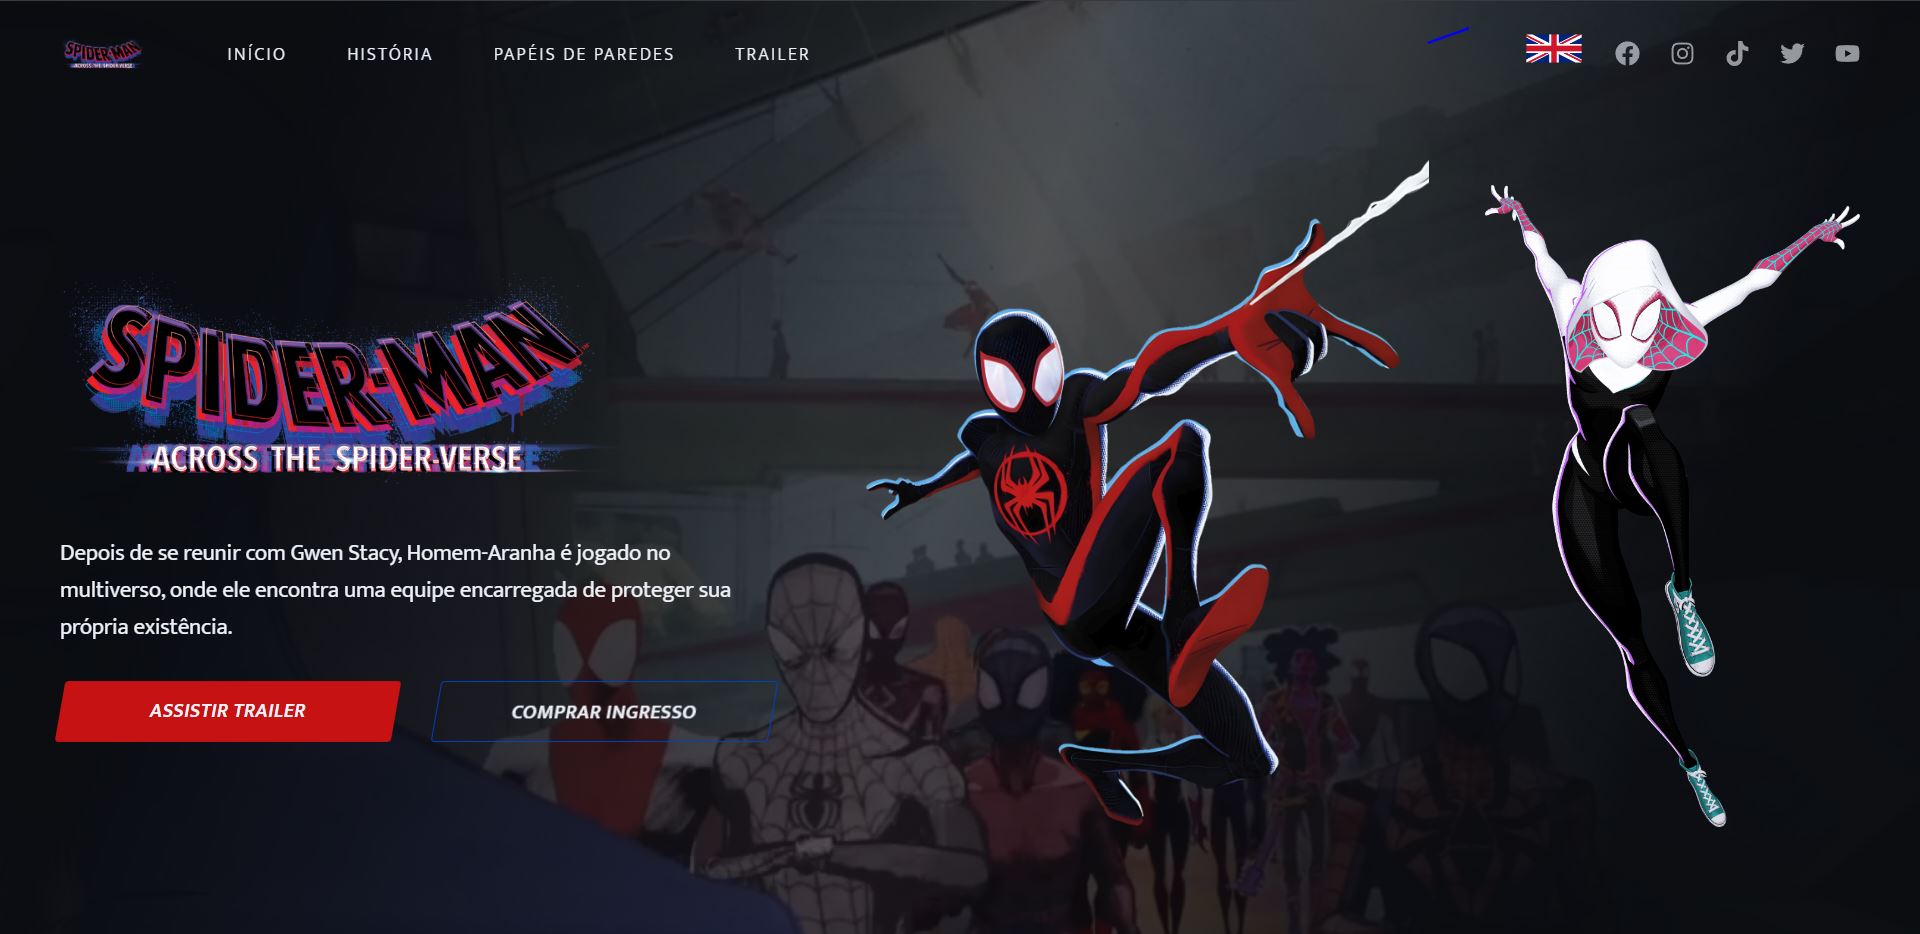 SPIDER-MAN
ACROSS THE SPIDER-VERSE
INÍCIO
HISTÓRIA
PAPÉIS DE PAREDES
TRAILER
SPIDER-MAN
ACROSS THE SPIDER-VERSE
Depois de se reunir com Gwen Stacy, Homem-Aranha é jogado no
multiverso, onde ele encontra uma equipe encarregada de proteger sua
própria existência.
ASSISTIR TRAILER
COMPRAR INGRESSO